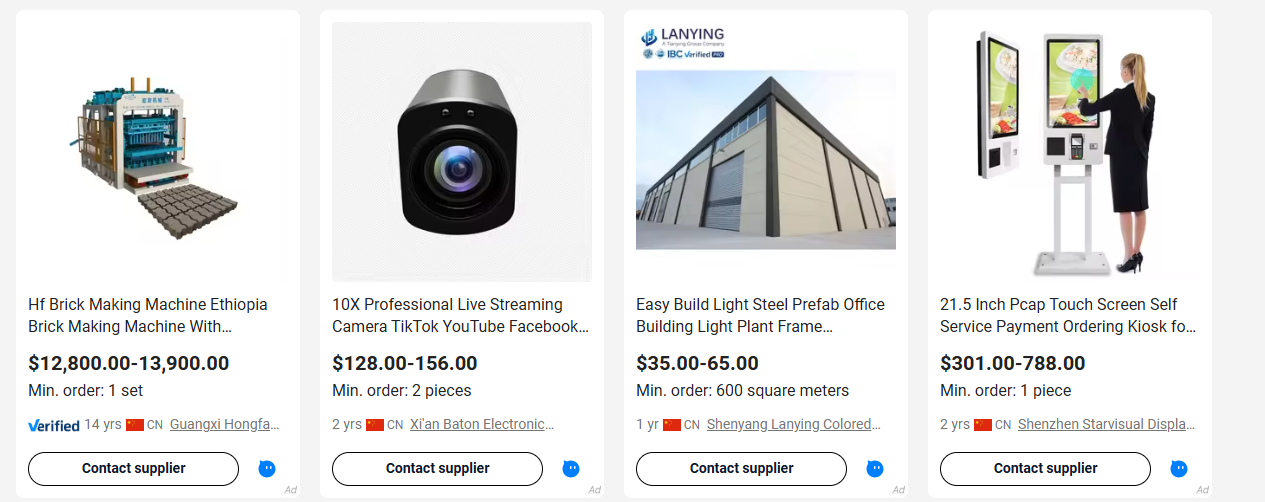 Hf Brick Making Machine Ethiopia
Brick Making Machine With...
$12,800.00-13,900.00
Min. order: 1 set
Verified 14 yrs CN Guangxi Hongfa...
Contact supplier
Ad
10X Professional Live Streaming
Camera TikTok YouTube Facebook...
$128.00-156.00
Min. order: 2 pieces
2 yrs CN Xi'an Baton Electronic...
Contact supplier
Ad
LANYING
A Tianying Group Company
IBC Verified PRO
Easy Build Light Steel Prefab Office
Building Light Plant Frame...
$35.00-65.00
Min. order: 600 square meters
1 yr CN Shenyang Lanying Colored...
Contact supplier
Ad
21.5 Inch Pcap Touch Screen Self
Service Payment Ordering Kiosk fo...
$301.00-788.00
Min. order: 1 piece
2 yrs CN Shenzhen Starvisual Displa...
Contact supplier
Ad